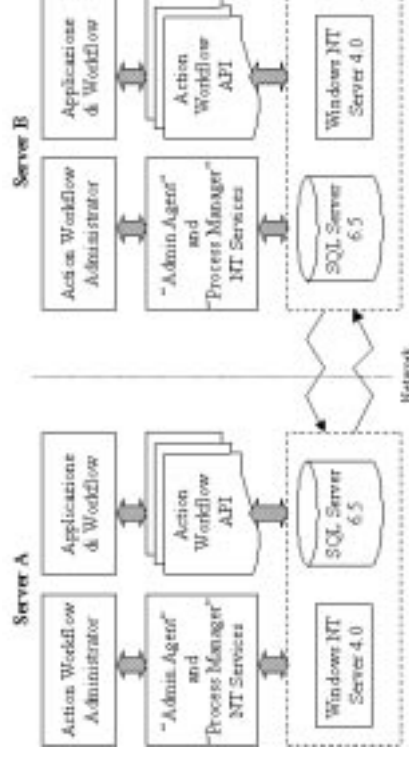 Server A
Action Workflow
Administrator
Applicazione
& Workflow
"Admin Agent"
and
"Process Manager"
NT Services
Action
Workflow
API
Windows NT
Server 4.0
SQL Server
6.5
Network
Server B
Action Workflow
Administrator
Applicazione
& Workflow
"Admin Agent"
and
"Process Manager"
NT Services
Action
Workflow
API
SQL Server
6.5
Windows NT
Server 4.0